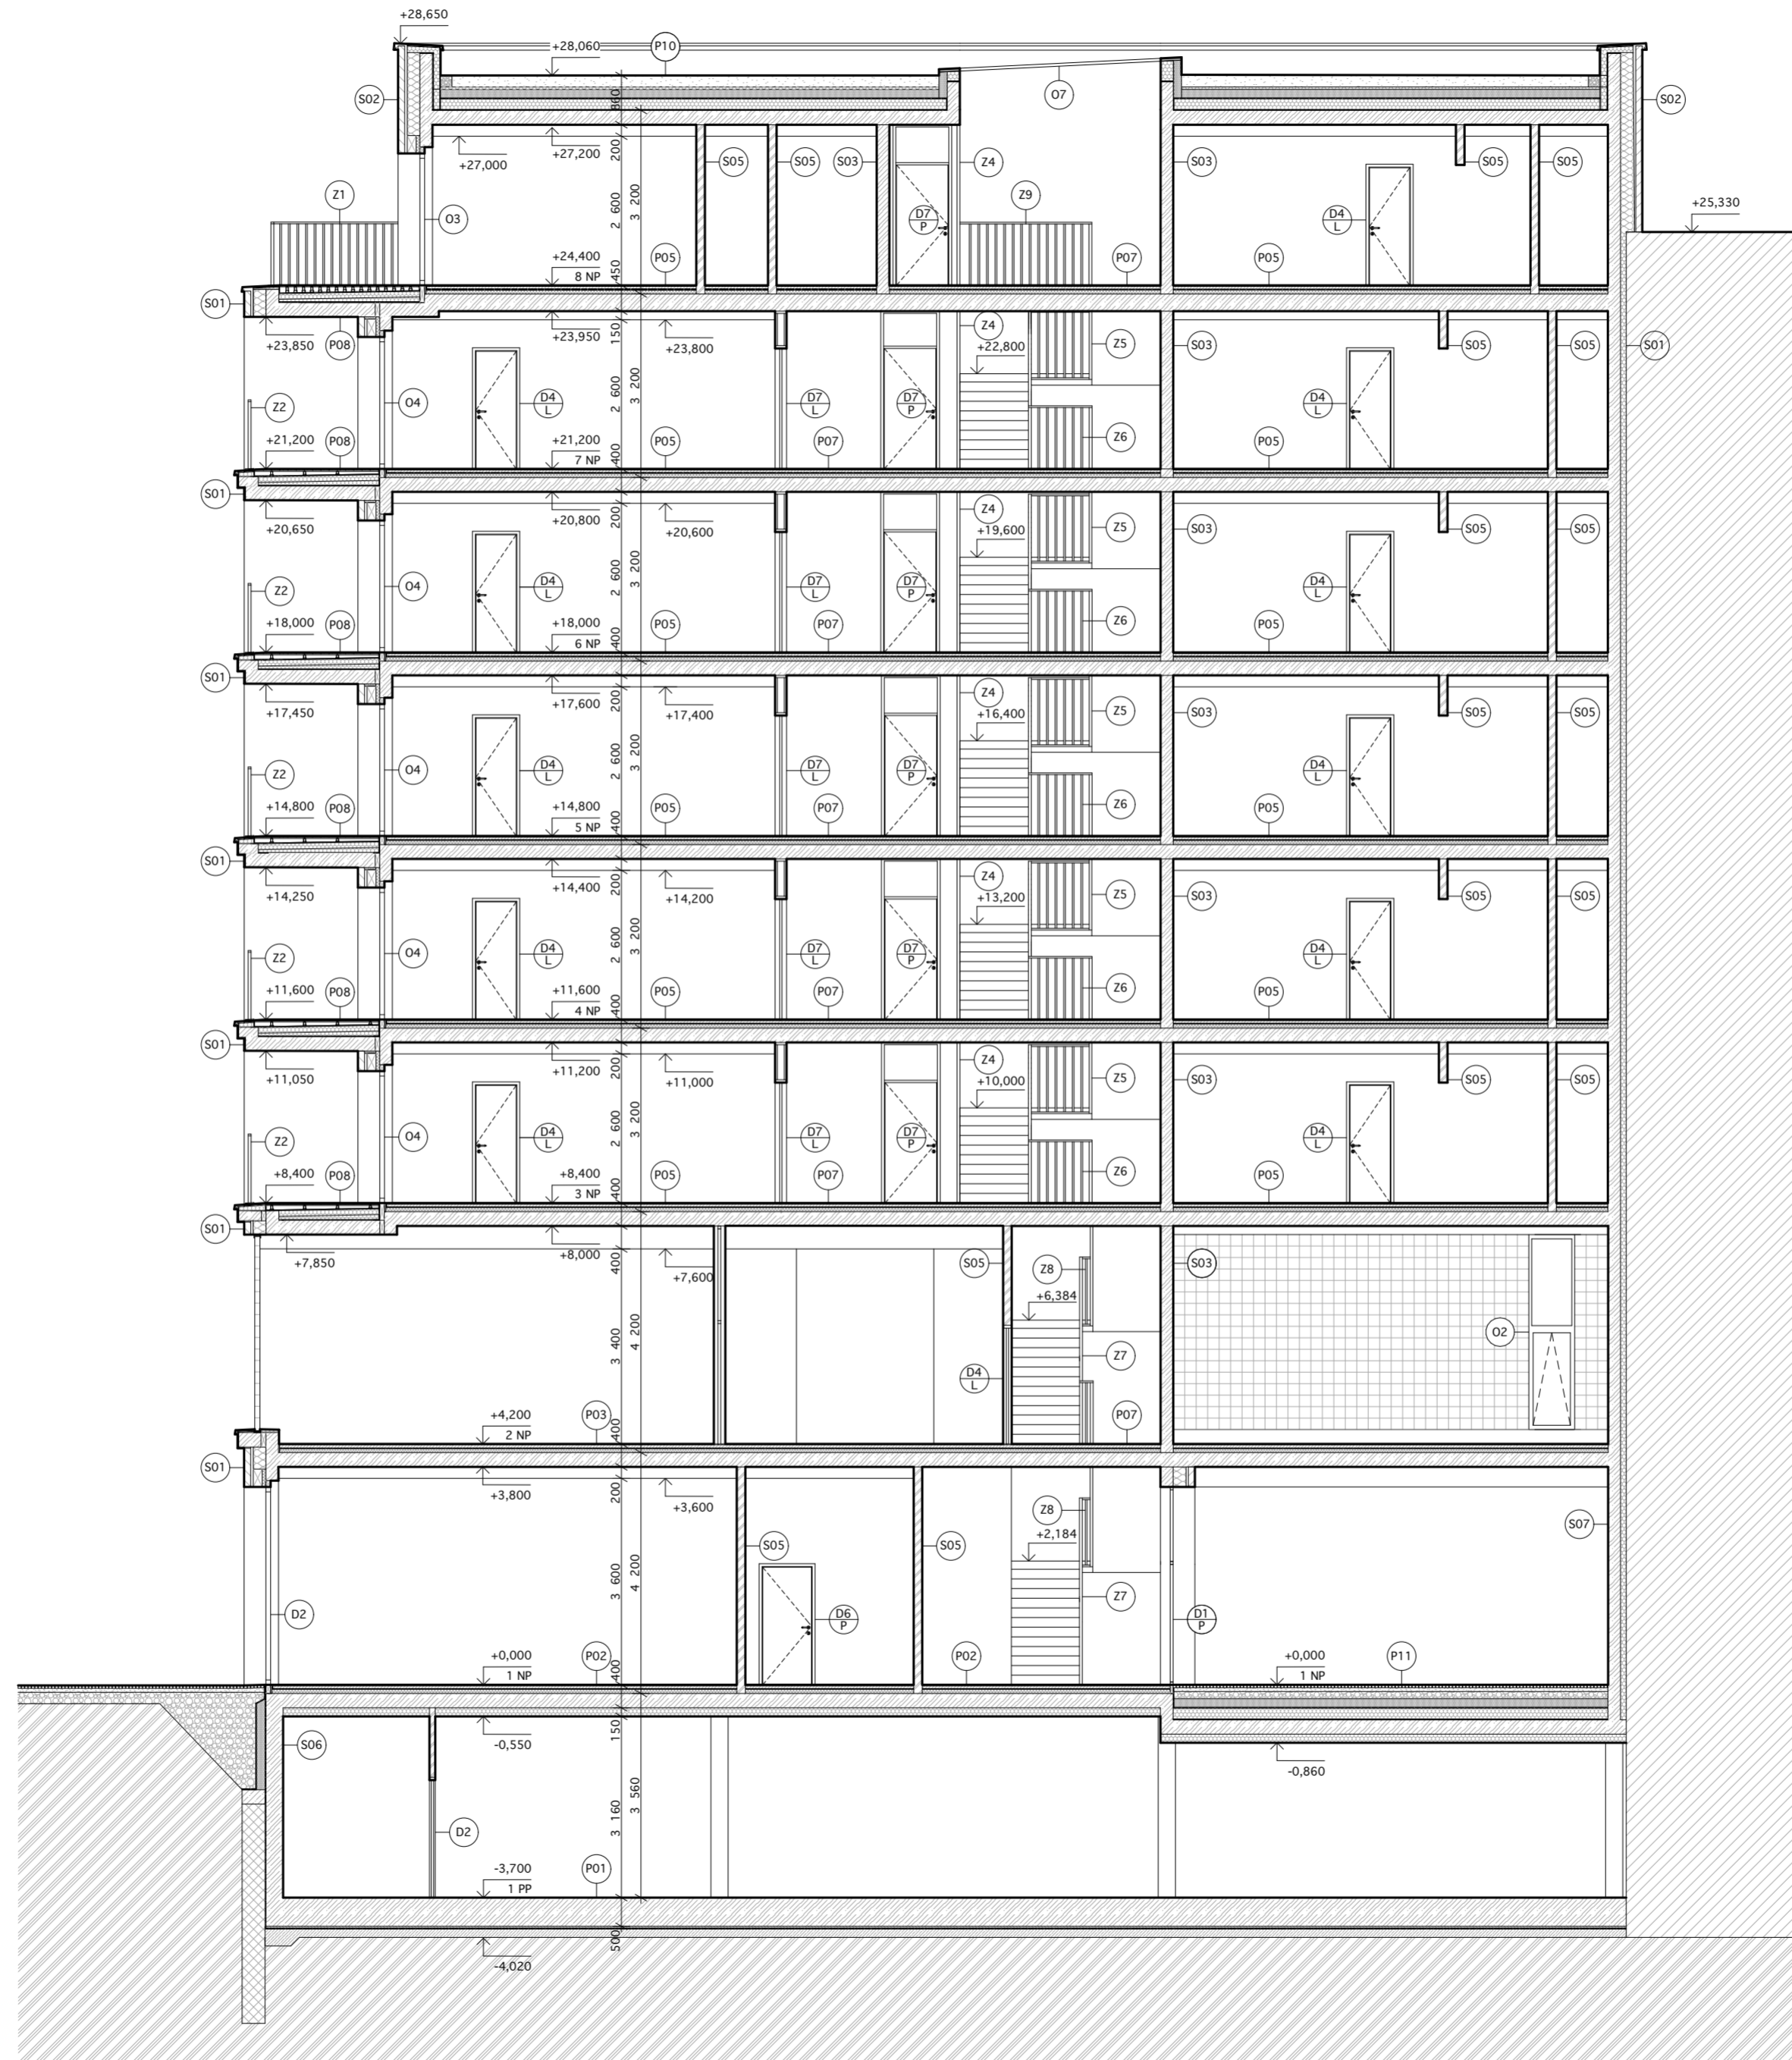 +28,650
+28,060
P10
O7
S02
S02
860
+27,000
+27,200
200
S05
S05
S03
Z4
S03
S05
S05
Z1
O3
2 600
3 200
D7
P
Z9
D4
L
+25,330
+24,400
8 NP
P05
450
P07
P05
S01
+23,850
P08
+23,950
150
+23,800
Z4
+22,800
Z5
S03
S05
S05
S01
Z2
O4
D4
L
2 600
3 200
D7
L
D7
P
Z6
D4
L
+21,200
P08
+21,200
7 NP
400
P05
P07
P05
S01
+20,650
+20,800
200
+20,600
Z4
+19,600
Z5
S03
S05
S05
Z2
O4
D4
L
2 600
3 200
D7
L
D7
P
Z6
D4
L
+18,000
P08
+18,000
6 NP
400
P05
P07
P05
S01
+17,450
+17,600
200
+17,400
Z4
+16,400
Z5
S03
S05
S05
Z2
O4
D4
L
2 600
3 200
D7
L
D7
P
Z6
D4
L
+14,800
P08
+14,800
5 NP
400
P05
P07
P05
S01
+14,250
+14,400
200
+14,200
Z4
+13,200
Z5
S03
S05
S05
Z2
O4
D4
L
2 600
3 200
D7
L
D7
P
Z6
D4
L
+11,600
P08
+11,600
4 NP
400
P05
P07
P05
S01
+11,050
+11,200
200
+11,000
Z4
+10,000
Z5
S03
S05
S05
Z2
O4
D4
L
2 600
3 200
D7
L
D7
P
Z6
D4
L
+8,400
P08
+8,400
3 NP
400
P05
P07
P05
S01
+7,850
+8,000
400
+7,600
S05
Z8
+6,384
S03
O2
3 400
4 200
D4
L
Z7
+4,200
2 NP
P03
400
P07
S01
+3,800
200
+3,600
S05
S05
Z8
+2,184
S07
3 600
4 200
D2
D6
P
Z7
D1
P
+0,000
1 NP
P02
400
P02
+0,000
1 NP
P11
S06
-0,550
150
-0,860
D2
3 160
3 560
-3,700
1 PP
P01
500
-4,020